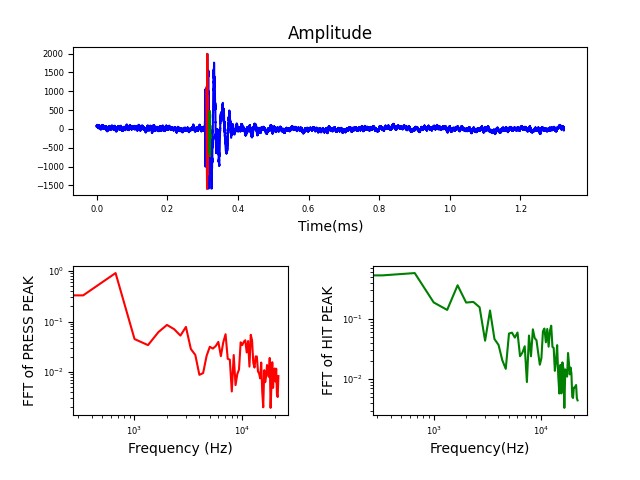 Amplitude
2000
1500
1000
500
0
−500
−1000
−1500
0.0 0.2 0.4 0.6 0.8 1.0 1.2
Time(ms)
FFT of PRESS PEAK
10⁰
10⁻¹
10⁻²
10³ 10⁴
Frequency (Hz)
FFT of HIT PEAK
10⁻¹
10⁻²
10³ 10⁴
Frequency(Hz)